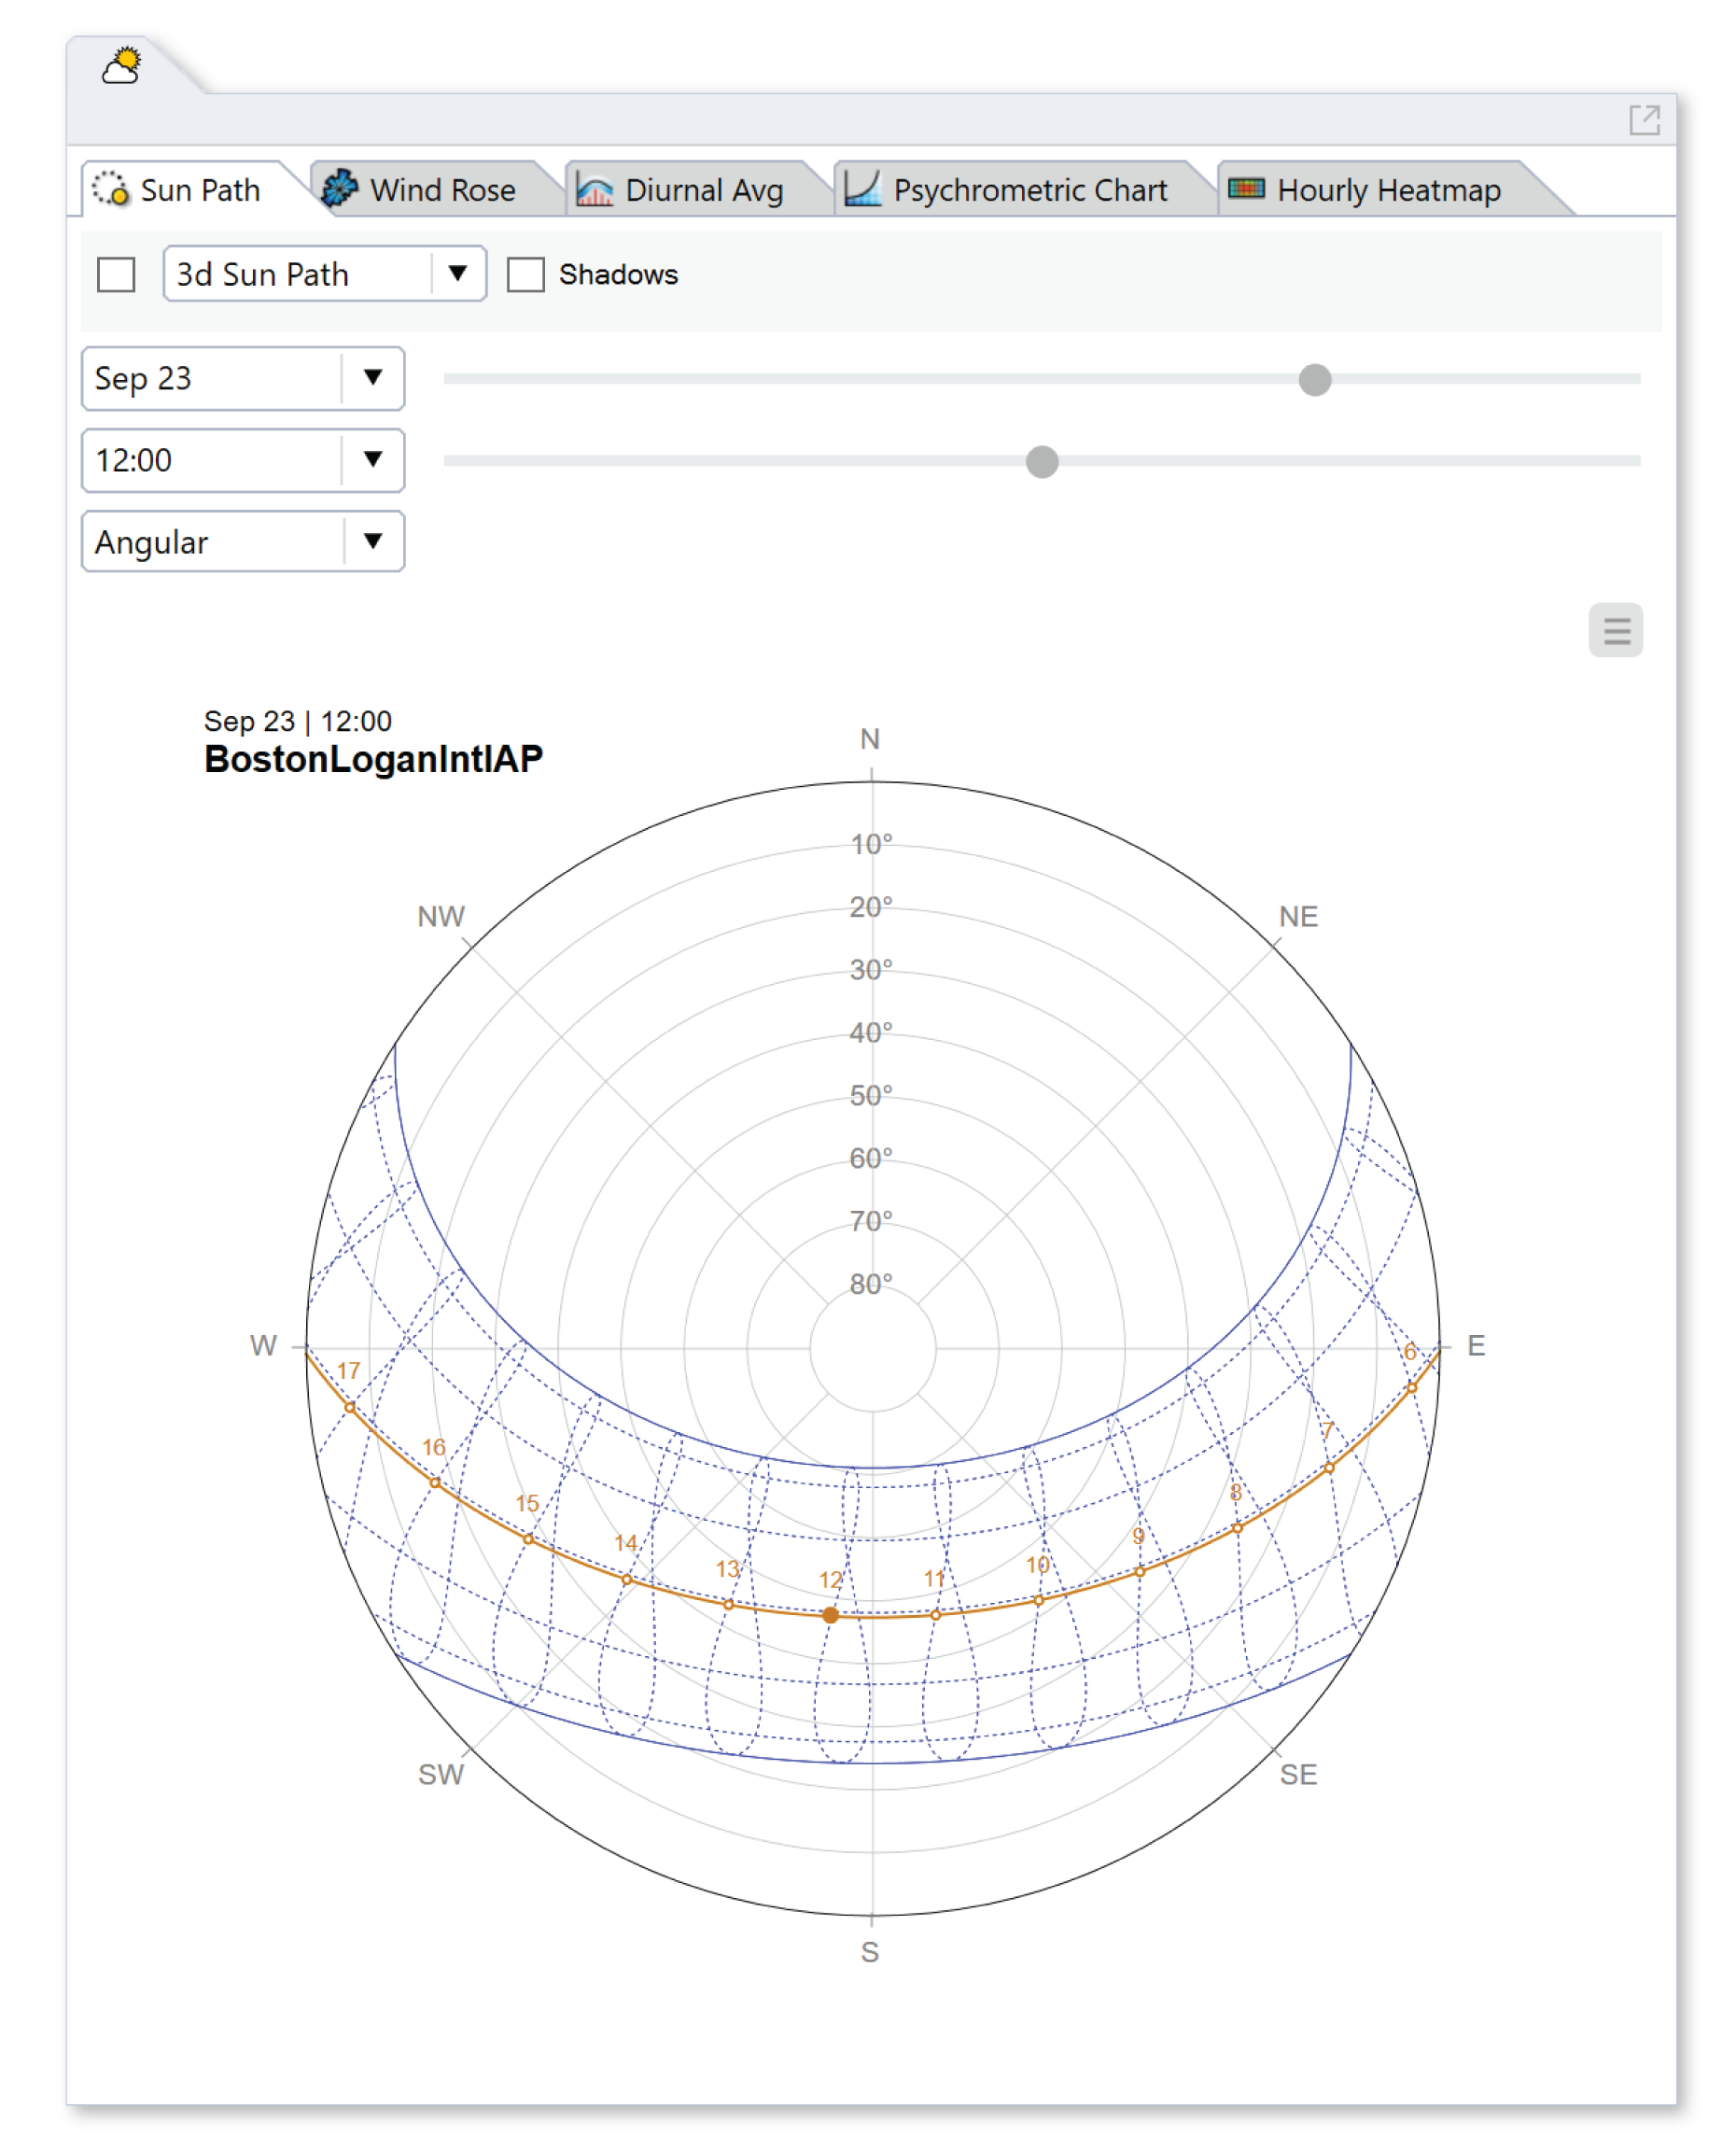 Sun Path Wind Rose Diurnal Avg Psychrometric Chart Hourly Heatmap
3d Sun Path Shadows
Sep 23
12:00
Angular
Sep 23 | 12:00
BostonLoganIntlAP
N
10°
20°
NW NE
30°
40°
50°
60°
70°
80°
W E
6
17
7
16
8
15
9
14
10
13
11
12
SW SE
S